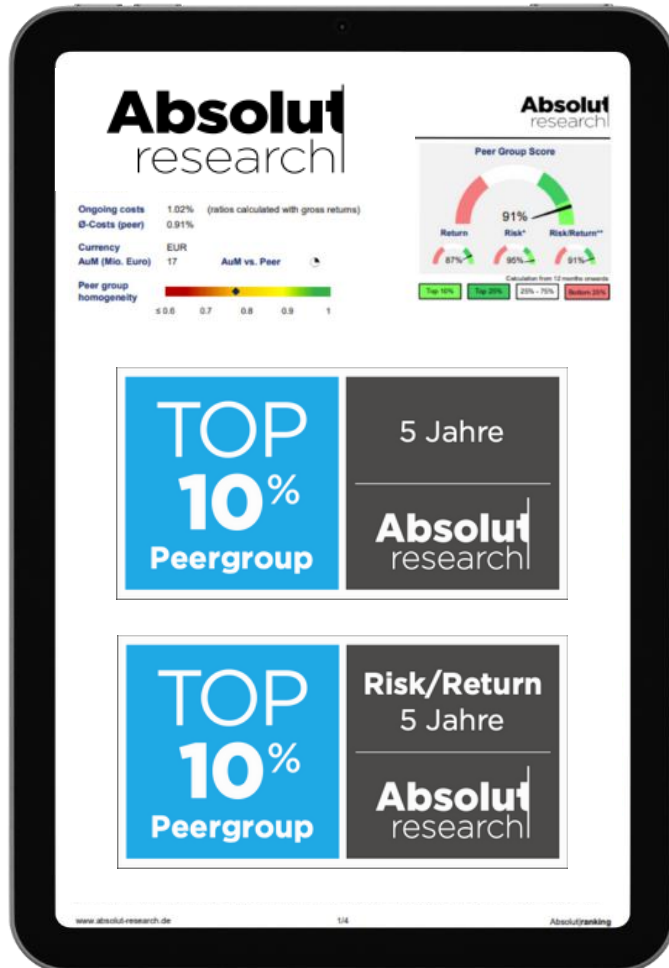 Absolut
research
Absolut
research
Ongoing costs 1.02% (ratios calculated with gross returns)
Ø-Costs (peer) 0.91%
Currency EUR
AuM (Mio. Euro) 17 AuM vs. Peer
Peer group
homogeneity
≤ 0.6 0.7 0.8 0.9 1
Peer Group Score
91%
Return Risk* Risk/Return**
87% 95% 91%
Calculation from 12 months onwards
Top 10% Top 25% 25% - 75% Bottom 25%
TOP
10%
Peergroup
5 Jahre
Absolut
research
TOP
10%
Peergroup
Risk/Return
5 Jahre
Absolut
research
www.absolut-research.de 1/4 Absolut|ranking